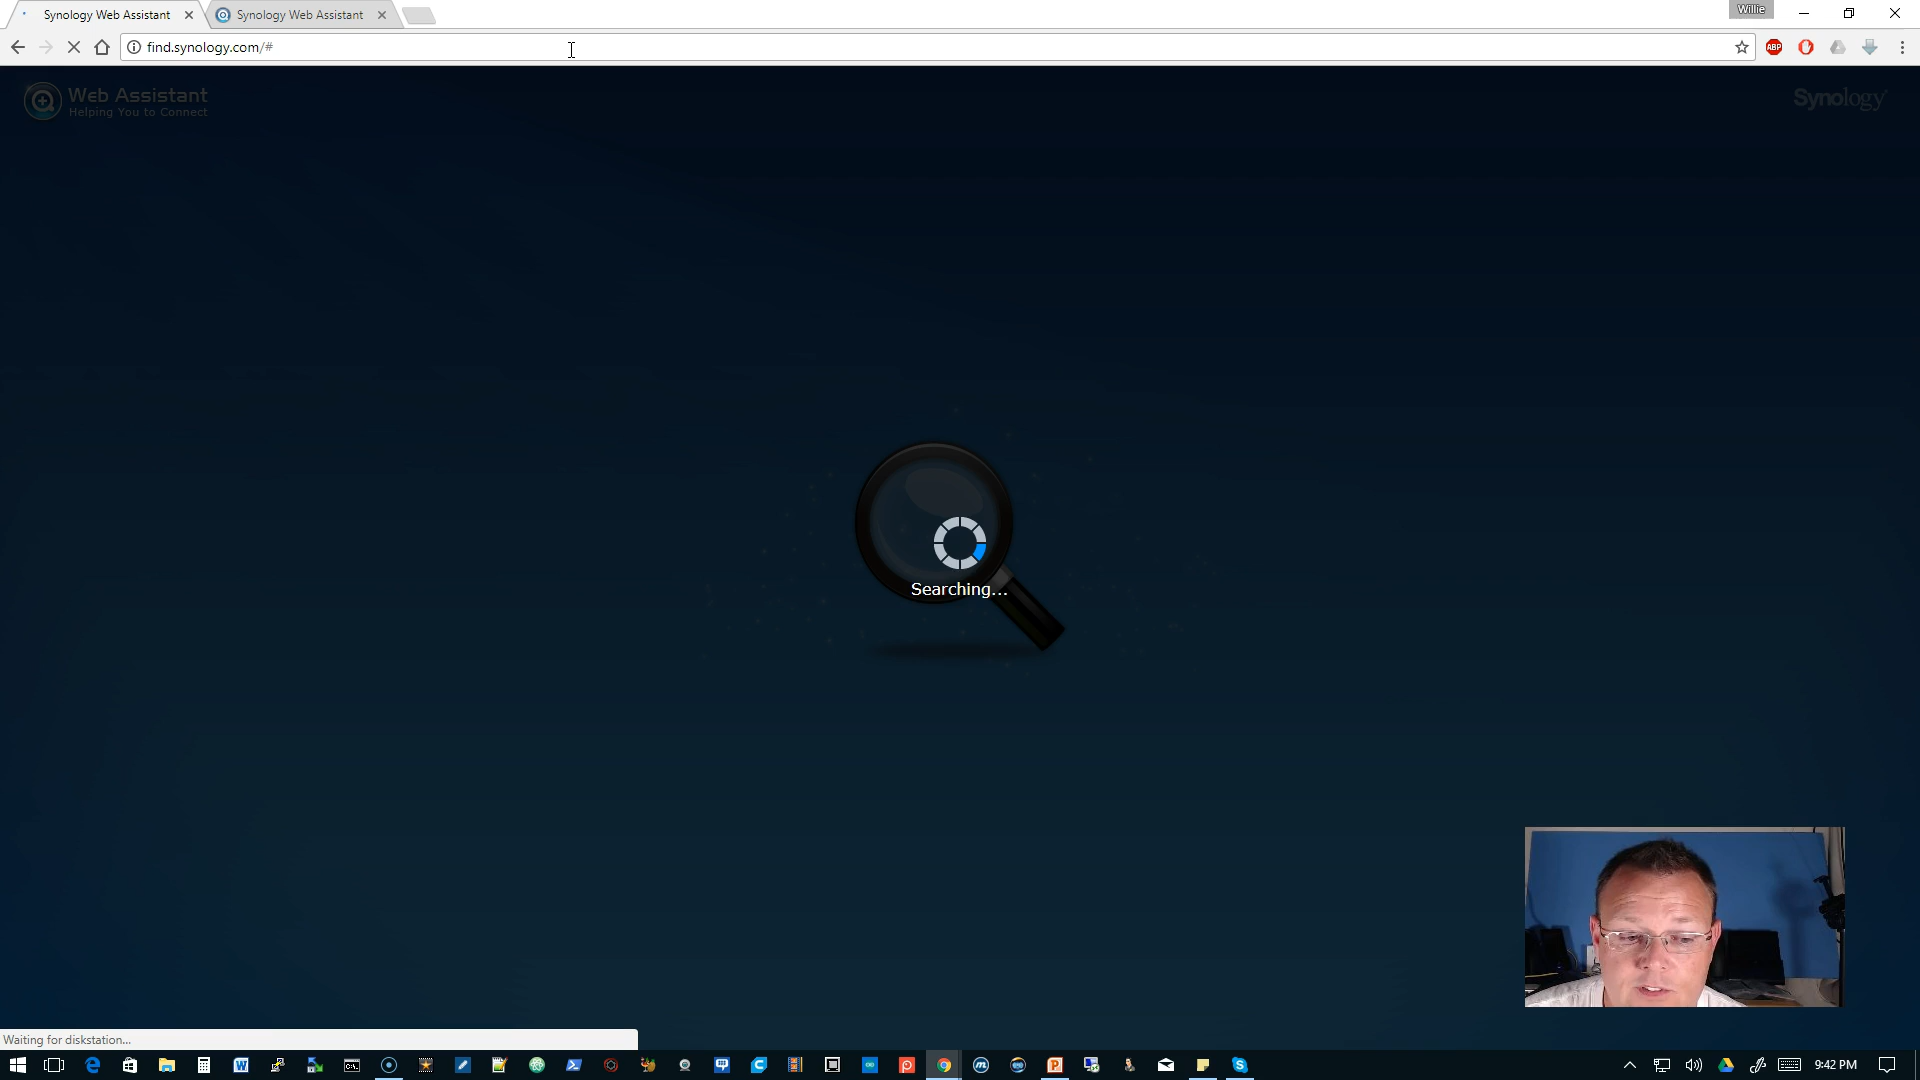 Synology Web Assistant
Synology Web Assistant
Willie
find.synology.com/#
ABP
Web Assistant
Helping You to Connect
Synology
Searching...
Waiting for diskstation...
9:42 PM